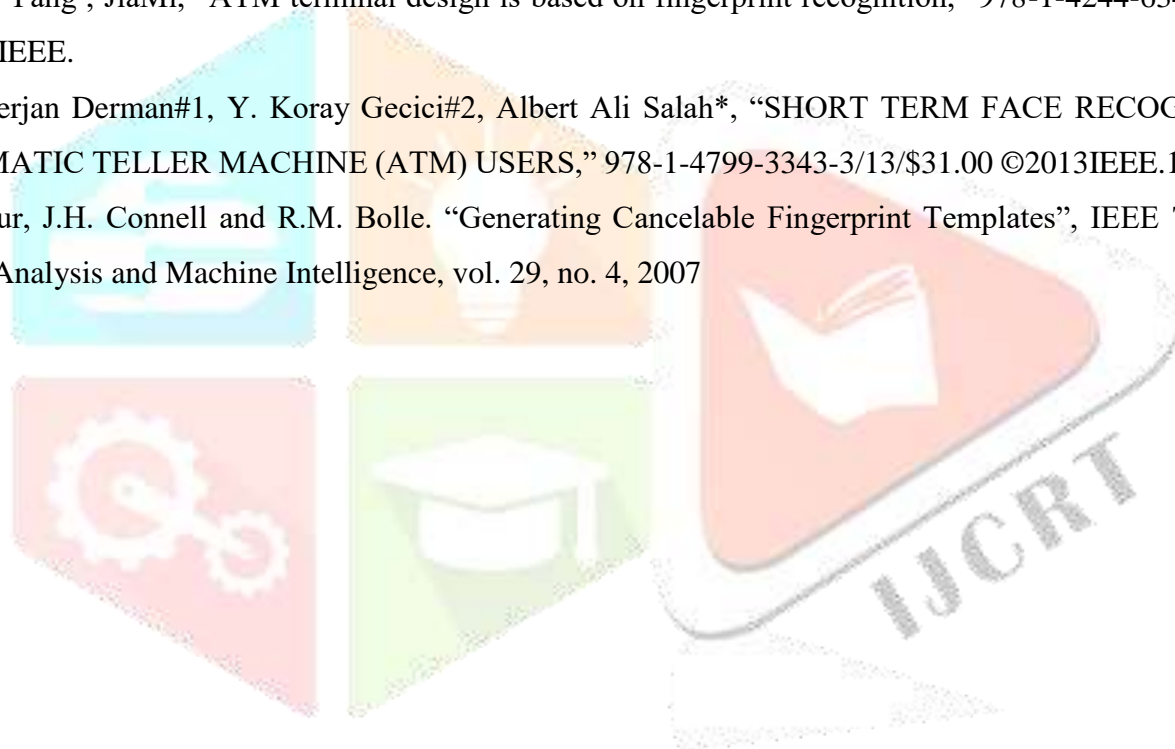 Yang , JiaMi, "ATM terminal design is based on fingerprint recognition," 978-1-4244-634
IEEE.
erjan Derman#1, Y. Koray Gecici#2, Albert Ali Salah*, “SHORT TERM FACE RECOG
MATIC TELLER MACHINE (ATM) USERS,” 978-1-4799-3343-3/13/$31.00 ©2013IEEE.1
ur, J.H. Connell and R.M. Bolle. “Generating Cancelable Fingerprint Templates”, IEEE T
Analysis and Machine Intelligence, vol. 29, no. 4, 2007
IJCRT